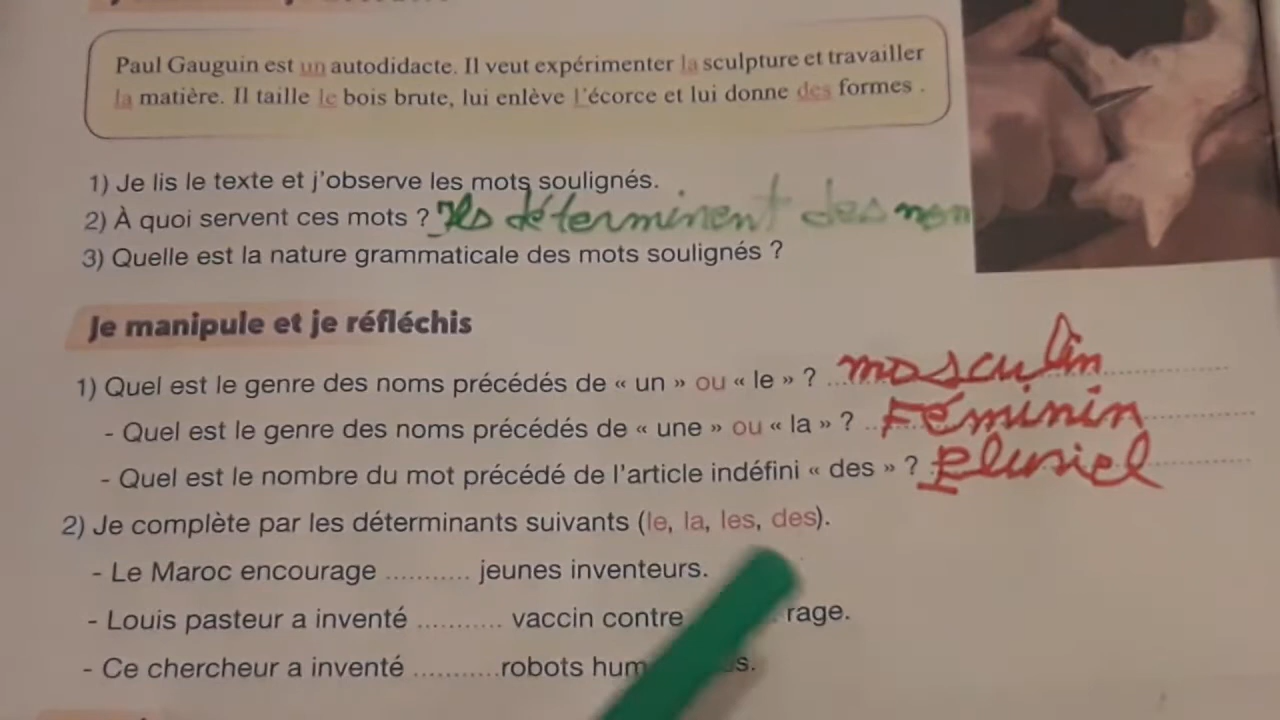 Paul Gauguin est un autodidacte. Il veut expérimenter la sculpture et travailler
la matière. Il taille le bois brute, lui enlève l'écorce et lui donne des formes .
1) Je lis le texte et j'observe les mots soulignés.
2) À quoi servent ces mots ? Ils déterminent des nom
3) Quelle est la nature grammaticale des mots soulignés ?
Je manipule et je réfléchis
1) Quel est le genre des noms précédés de « un » ou « le » ? masculin
- Quel est le genre des noms précédés de « une » ou « la » ? Féminin
- Quel est le nombre du mot précédé de l'article indéfini « des » ? pluriel
2) Je complète par les déterminants suivants (le, la, les, des).
- Le Maroc encourage .......... jeunes inventeurs.
- Louis pasteur a inventé .......... vaccin contre rage.
- Ce chercheur a inventé .......... robots